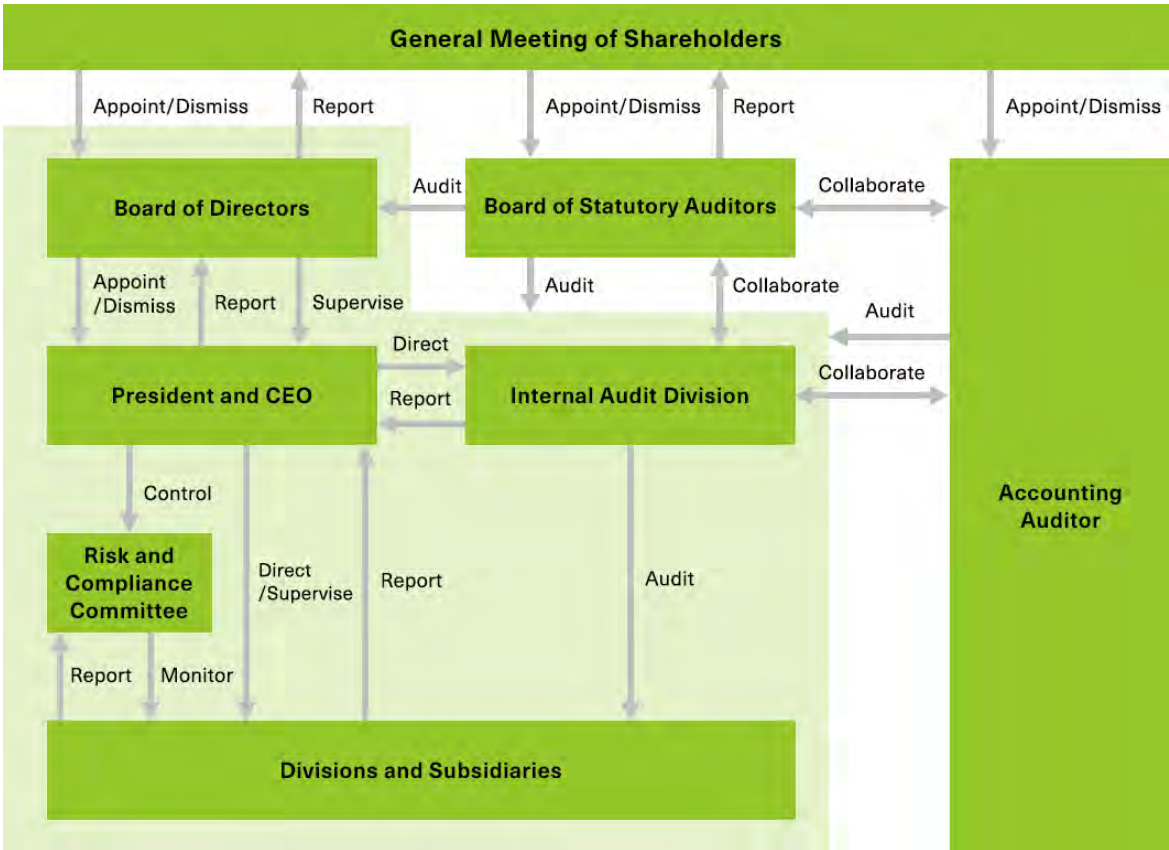 General Meeting of Shareholders
Appoint/Dismiss
Report
Appoint/Dismiss
Report
Appoint/Dismiss
Board of Directors
Audit
Board of Statutory Auditors
Collaborate
Appoint
/Dismiss
Report
Supervise
Audit
Collaborate
Audit
President and CEO
Direct
Report
Internal Audit Division
Collaborate
Control
Accounting
Auditor
Risk and
Compliance
Committee
Direct
/Supervise
Report
Audit
Report
Monitor
Divisions and Subsidiaries